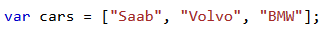 var cars = ["Saab", "Volvo", "BMW"];